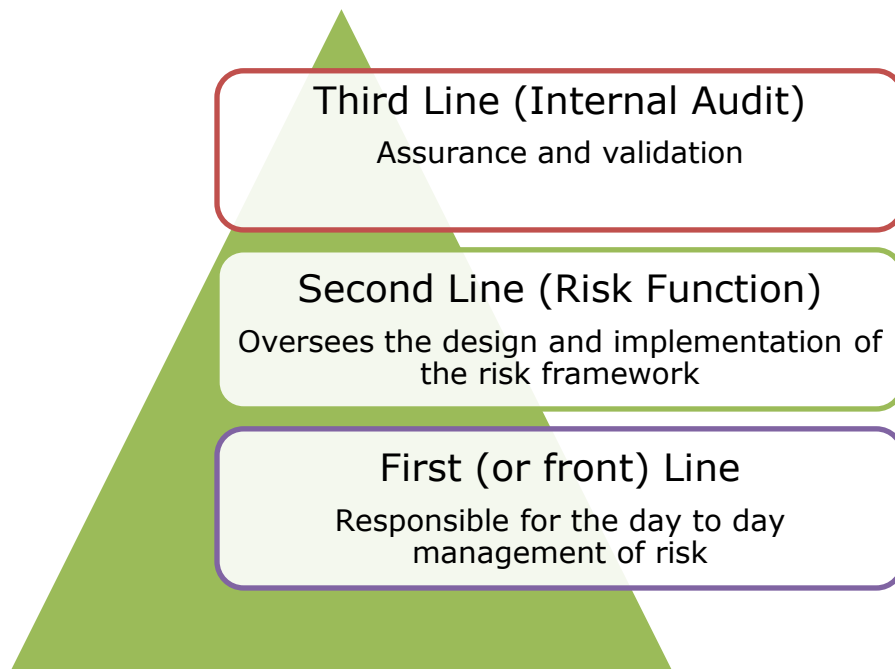 Third Line (Internal Audit)
Assurance and validation
Second Line (Risk Function)
Oversees the design and implementation of
the risk framework
First (or front) Line
Responsible for the day to day
management of risk